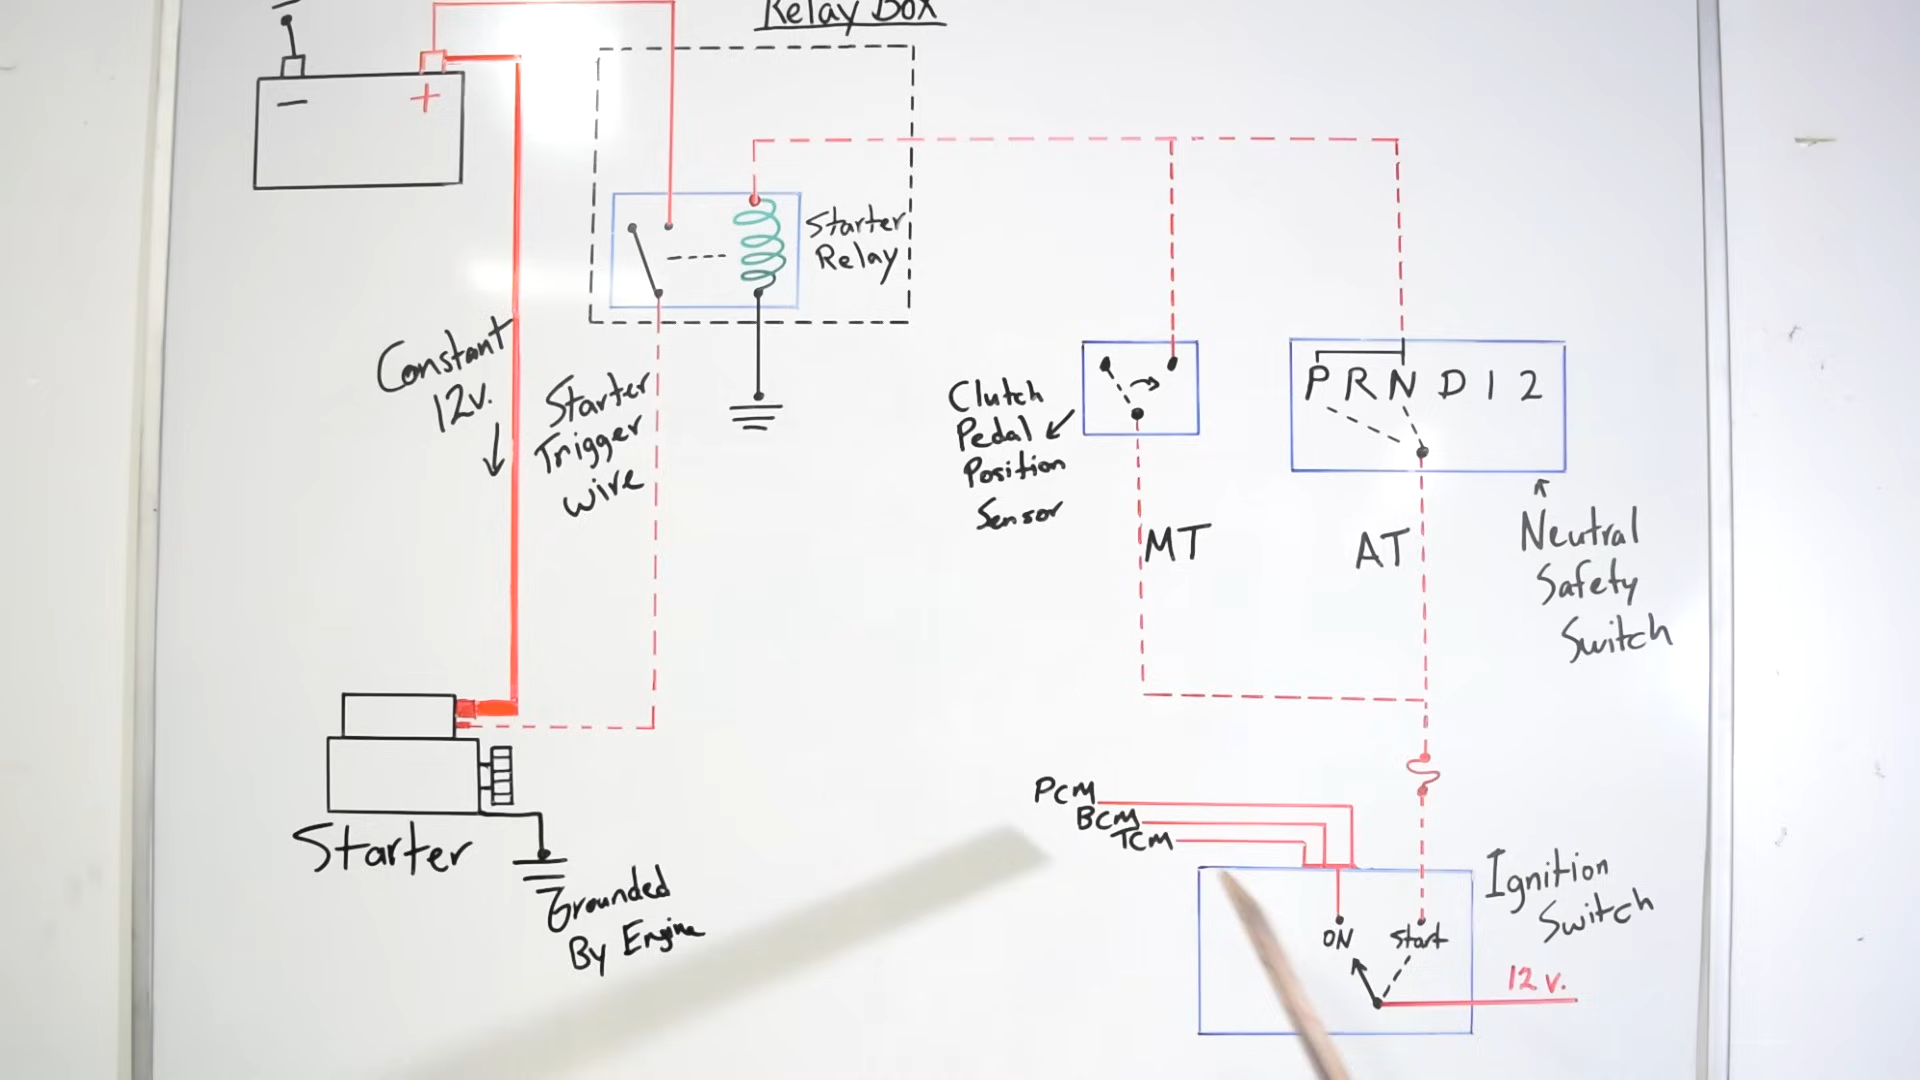 Relay Box
−
+
Starter
Relay
Constant
12v.
Starter
Trigger
wire
Clutch
Pedal
Position
Sensor
P R N D 1 2
MT
AT
Neutral
Safety
Switch
PCM
BCM
TCM
Starter
Grounded
By Engine
Ignition
Switch
ON
Start
12 v.